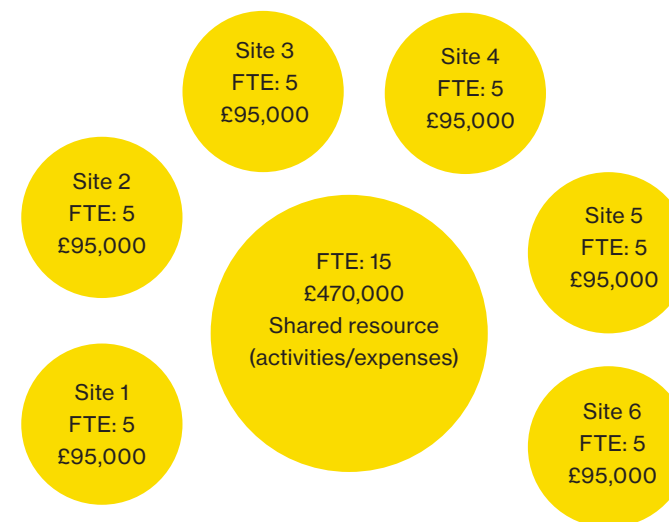 Site 3
FTE: 5
£95,000
Site 4
FTE: 5
£95,000
Site 2
FTE: 5
£95,000
Site 5
FTE: 5
£95,000
FTE: 15
£470,000
Shared resource
(activities/expenses)
Site 1
FTE: 5
£95,000
Site 6
FTE: 5
£95,000